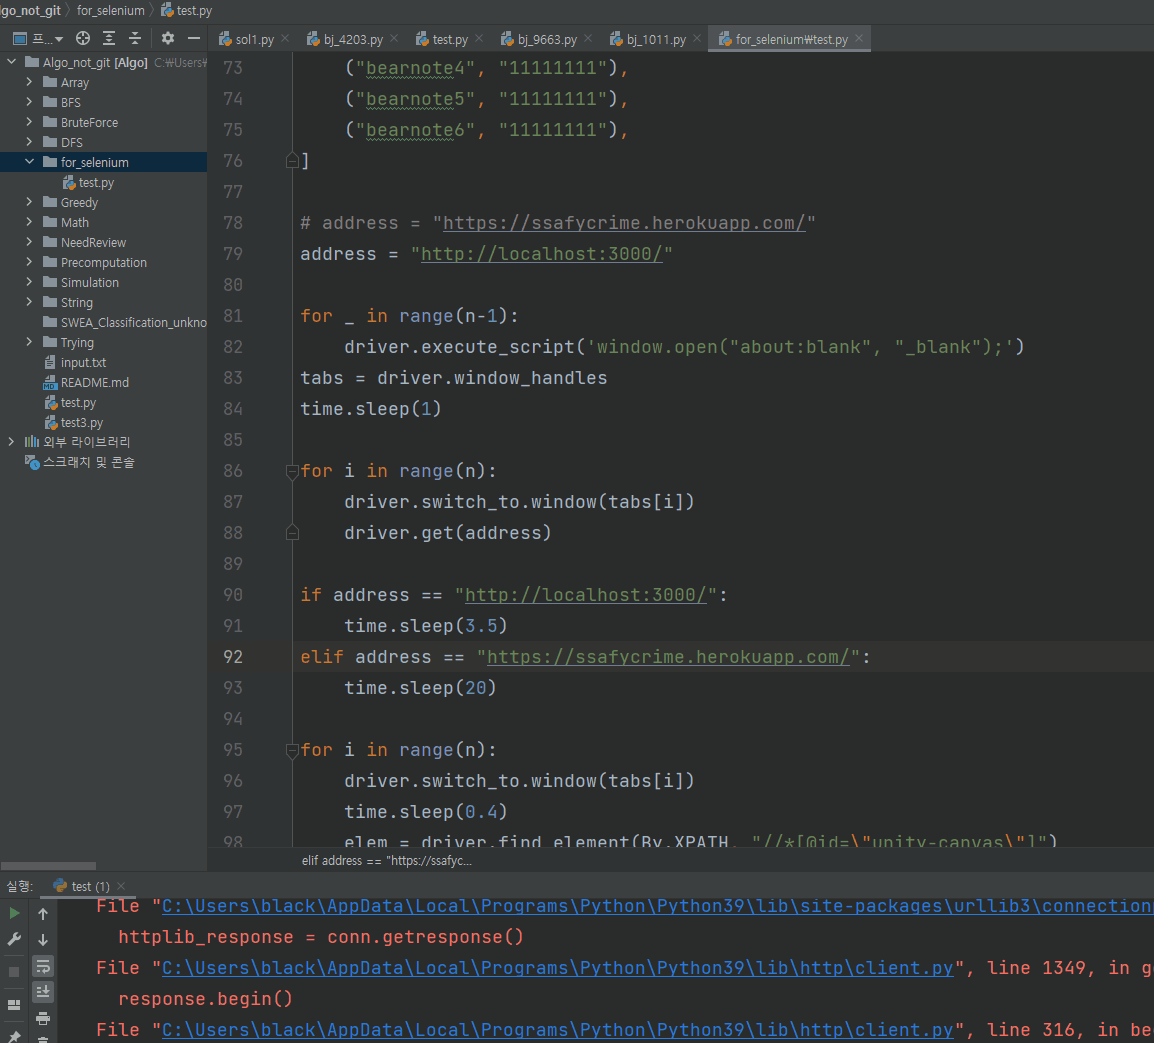 lgo_not_git for_selenium test.py
프...
sol1.py bj_4203.py test.py bj_9663.py bj_1011.py for_selenium₩test.py
Algo_not_git [Algo] C:₩Users₩
Array
BFS
BruteForce
DFS
for_selenium
test.py
Greedy
Math
NeedReview
Precomputation
Simulation
String
SWEA_Classification_unkno
Trying
input.txt
README.md
test.py
test3.py
외부 라이브러리
스크래치 및 콘솔
73 ("bearnote4", "11111111"),
74 ("bearnote5", "11111111"),
75 ("bearnote6", "11111111"),
76 ]
77
78 # address = "https://ssafycrime.herokuapp.com/"
79 address = "http://localhost:3000/"
80
81 for _ in range(n-1):
82 driver.execute_script('window.open("about:blank", "_blank");')
83 tabs = driver.window_handles
84 time.sleep(1)
85
86 for i in range(n):
87 driver.switch_to.window(tabs[i])
88 driver.get(address)
89
90 if address == "http://localhost:3000/":
91 time.sleep(3.5)
92 elif address == "https://ssafycrime.herokuapp.com/":
93 time.sleep(20)
94
95 for i in range(n):
96 driver.switch_to.window(tabs[i])
97 time.sleep(0.4)
98 elem = driver.find_element(By.XPATH, "//*[@id=\"unity-canvas\"]")
elif address == "https://ssafyc...
실행: test (1)
File "C:\Users\black\AppData\Local\Programs\Python\Python39\lib\site-packages\urllib3\connection
httplib_response = conn.getresponse()
File "C:\Users\black\AppData\Local\Programs\Python\Python39\lib\http\client.py", line 1349, in ge
response.begin()
File "C:\Users\black\AppData\Local\Programs\Python\Python39\lib\http\client.py", line 316, in be